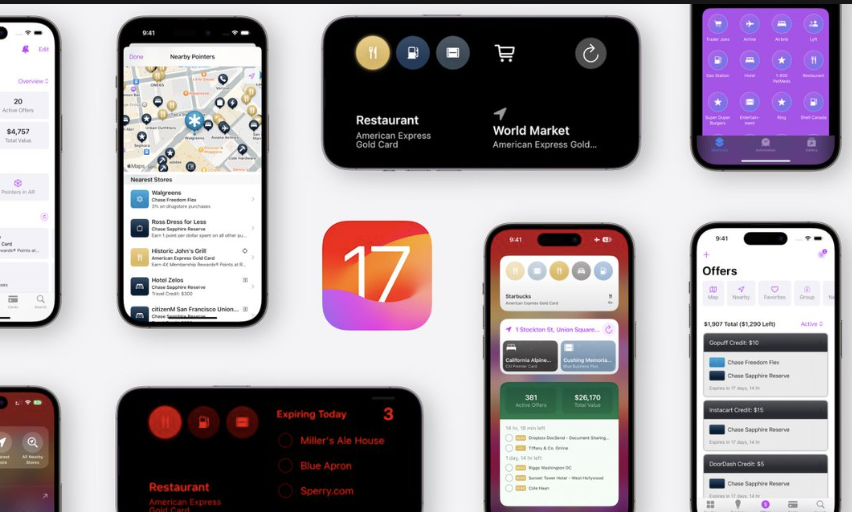 Edit
Overview
20
Active Offers
$4,757
Total Value
Pointers in AR
Card
Search
9:41
Done
Nearby Pointers
Walgreens
Maps
Nearest Stores
Walgreens
Chase Freedom Flex
3% on drugstore purchases
Ross Dress for Less
Chase Sapphire Reserve
Earn 1 point per dollar spent on all other pu...
Historic John's Grill
American Express Gold Card
Earn 4X Membership Rewards® Points at R...
Hotel Zelos
Chase Sapphire Reserve
Travel Credit: $300
citizenM San Francisco Union...
Chase Sapphire Reserve
Restaurant
American Express
Gold Card
World Market
American Express Gold...
Trader Joes
Airline
Airbnb
Lyft
Gas Station
Hotel
1-800
PetMeds
Restaurant
Super Duper
Burgers
Entertain-
ment
Ring
Shell Canada
17
9:41
Starbucks
American Express Gold Card
1 Stockton St, Union Square...
California Alpine...
Citi Premier Card
Cushing Memoria...
Blue Business Plus
381
Active Offers
$26,170
Total Value
14 hr, 18 min left
Dropbox DocSend - Document Sharing...
Tiffany & Co. Online
1 day, 14 hr left
Riggs Washington DC
Sunset Tower Hotel - West Hollywood
Cole Haan
9:41
Offers
Map
Nearby
Favorites
Group
$1,907 Total ($1,290 Left)
Active
Gopuff Credit: $10
Chase Freedom Flex
Chase Sapphire Reserve
Expires in 17 days, 14 hr
Instacart Credit: $15
Chase Sapphire Reserve
Expires in 17 days, 14 hr
DoorDash Credit: $5
Chase Sapphire Reserve
All Nearby
Stores
Restaurant
American Express
Gold Card
Expiring Today
3
Miller's Ale House
Blue Apron
Sperry.com